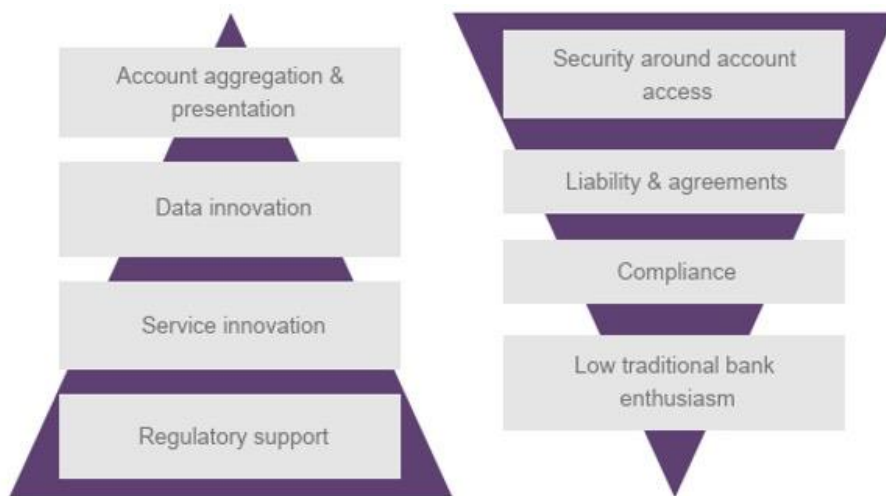 Account aggregation &
presentation
Data innovation
Service innovation
Regulatory support
Security around account
access
Liability & agreements
Compliance
Low traditional bank
enthusiasm